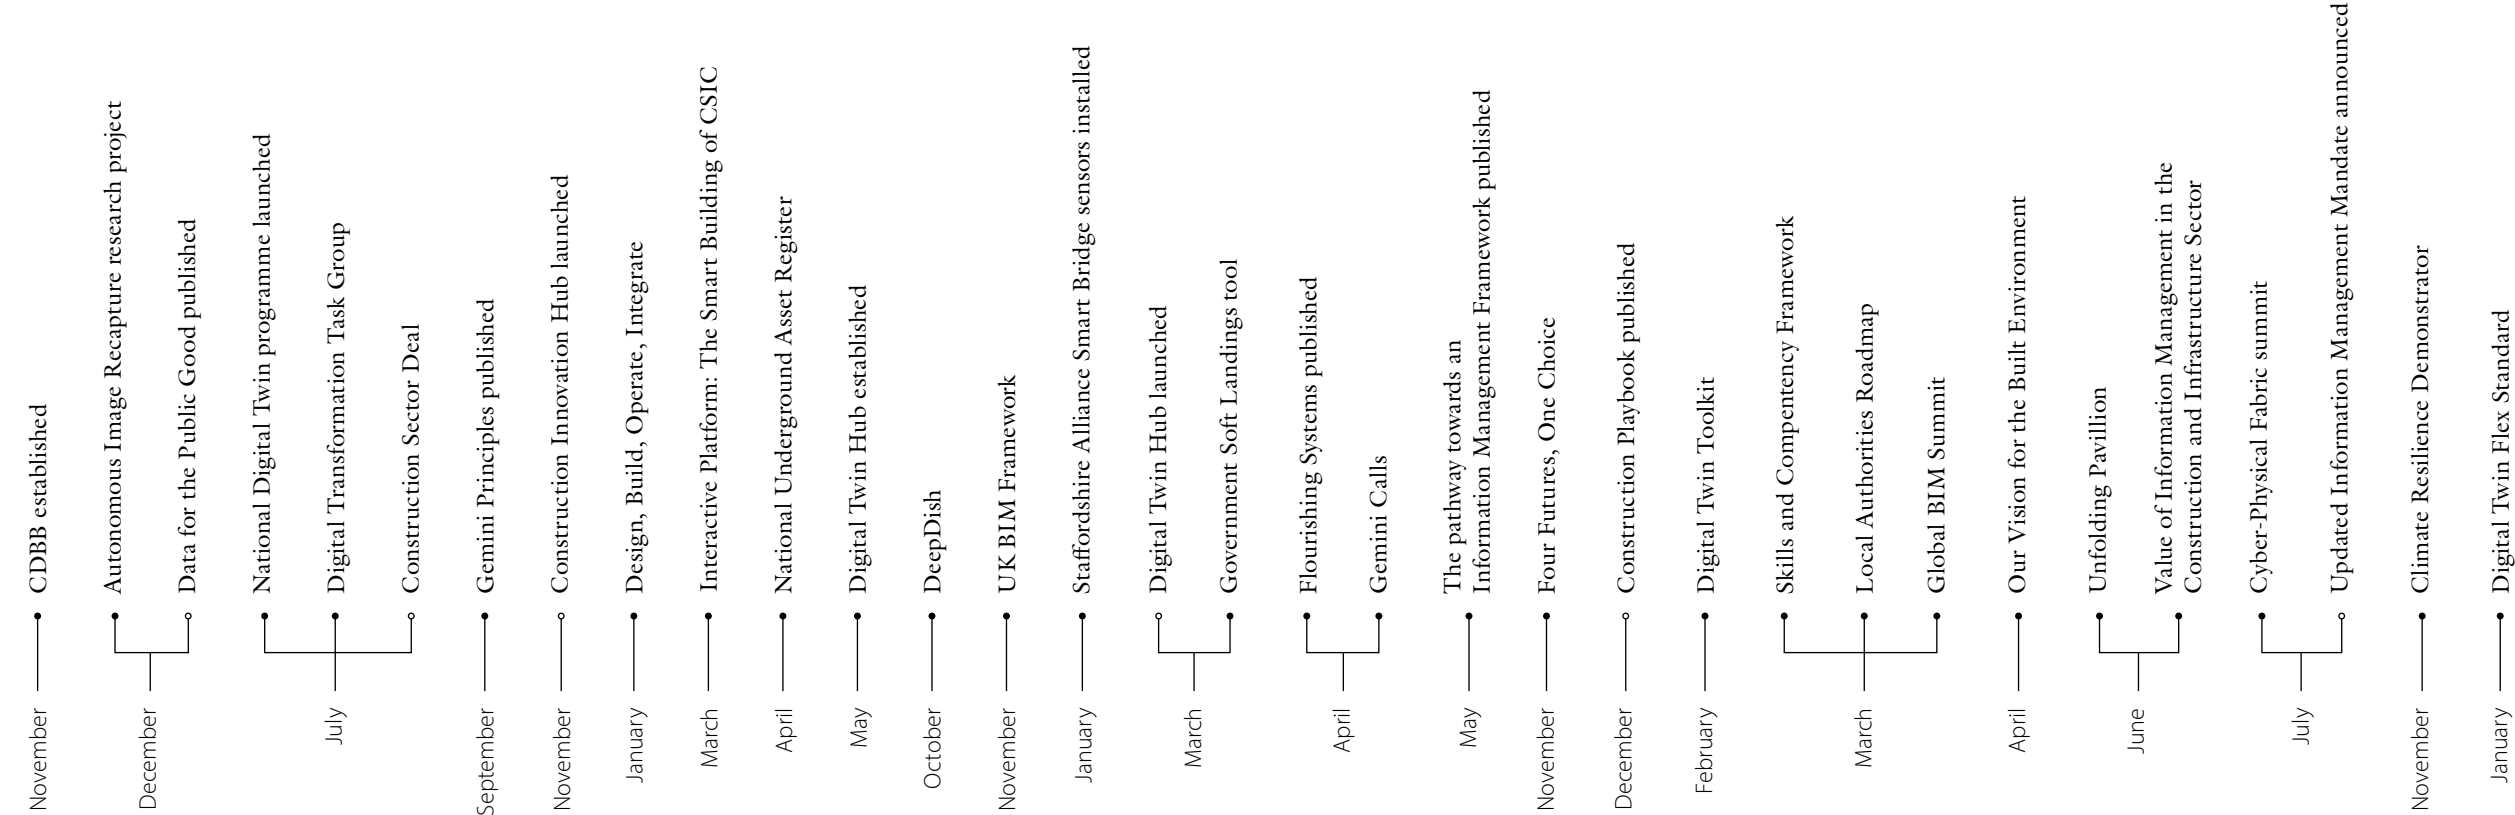 November
CDBB established
December
Autonomous Image Recapture research project
Data for the Public Good published
July
National Digital Twin programme launched
Digital Transformation Task Group
Construction Sector Deal
September
Gemini Principles published
November
Construction Innovation Hub launched
January
Design, Build, Operate, Integrate
March
Interactive Platform: The Smart Building of CSIC
April
National Underground Asset Register
May
Digital Twin Hub established
October
DeepDish
November
UK BIM Framework
January
Staffordshire Alliance Smart Bridge sensors installed
March
Digital Twin Hub launched
Government Soft Landings tool
April
Flourishing Systems published
Gemini Calls
May
The pathway towards an
Information Management Framework published
November
Four Futures, One Choice
December
Construction Playbook published
February
Digital Twin Toolkit
March
Skills and Competency Framework
Local Authorities Roadmap
Global BIM Summit
April
Our Vision for the Built Environment
June
Unfolding Pavillion
Value of Information Management in the
Construction and Infrastructure Sector
July
Cyber-Physical Fabric summit
Updated Information Management Mandate announced
November
Climate Resilience Demonstrator
January
Digital Twin Flex Standard